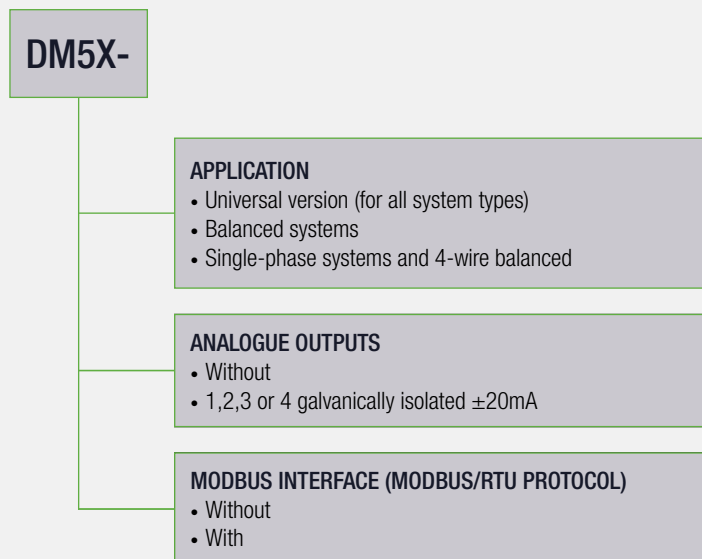 DM5X-
APPLICATION
• Universal version (for all system types)
• Balanced systems
• Single-phase systems and 4-wire balanced
ANALOGUE OUTPUTS
• Without
• 1,2,3 or 4 galvanically isolated ±20mA
MODBUS INTERFACE (MODBUS/RTU PROTOCOL)
• Without
• With